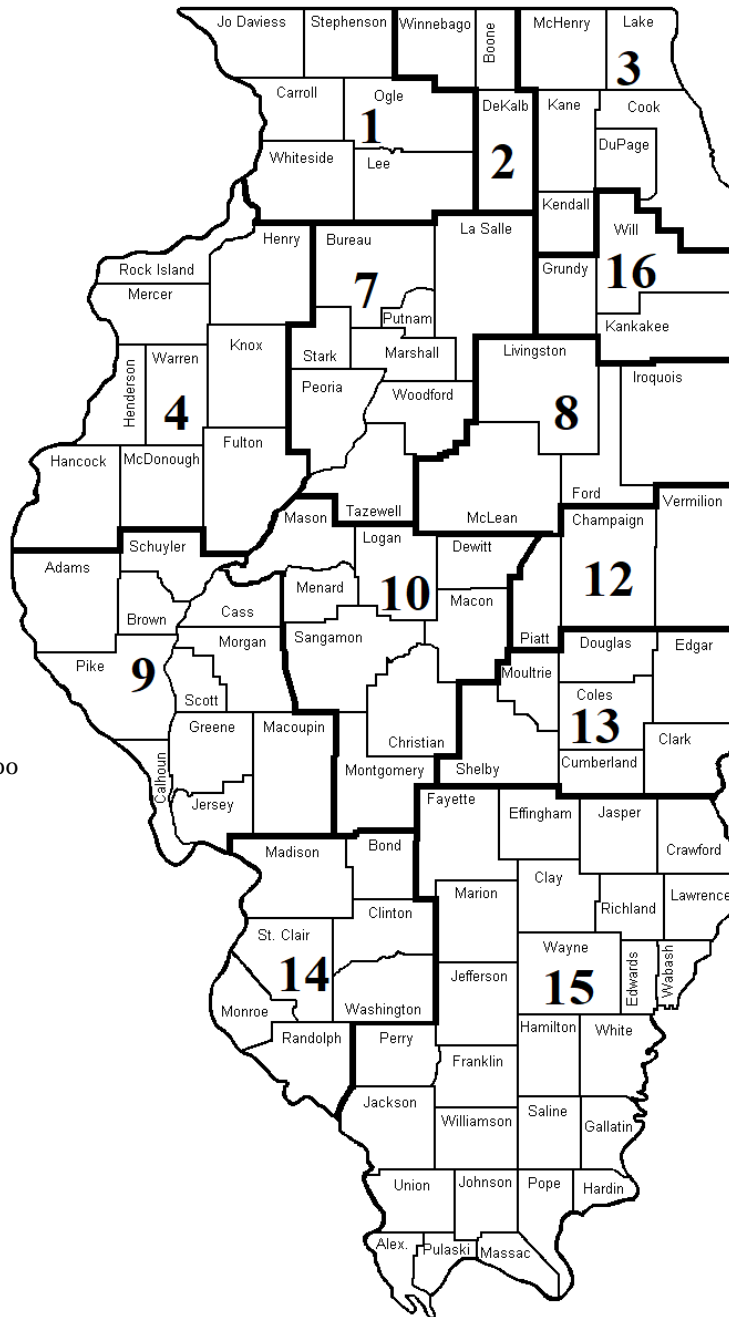 Jo Daviess Stephenson Winnebago Boone McHenry Lake
3
Carroll Ogle DeKalb Kane Cook
1
DuPage
Whiteside Lee 2
Kendall
Henry Bureau La Salle Will
Rock Island Grundy 16
Mercer 7
Putnam Kankakee
Knox Stark Marshall Livingston
Henderson Warren Iroquois
Peoria Woodford
4 8
Hancock McDonough Fulton
Ford Vermilion
Mason Tazewell McLean Champaign
Schuyler Logan Dewitt
Adams 12
Menard 10 Macon
Brown Cass
Sangamon Piatt Douglas Edgar
Pike Morgan Moultrie
9 Scott Coles
Greene Macoupin 13 Clark
Christian
Calhoun Montgomery Shelby Cumberland
oo
Jersey Fayette Effingham Jasper
Madison Bond Crawford
Clay
Marion Richland Lawrence
Clinton
St. Clair Wayne Edwards Wabash
14 Jefferson 15
Monroe Washington
Randolph Perry Hamilton White
Franklin
Jackson Saline
Williamson Gallatin
Union Johnson Pope Hardin
Alex. Pulaski Massac